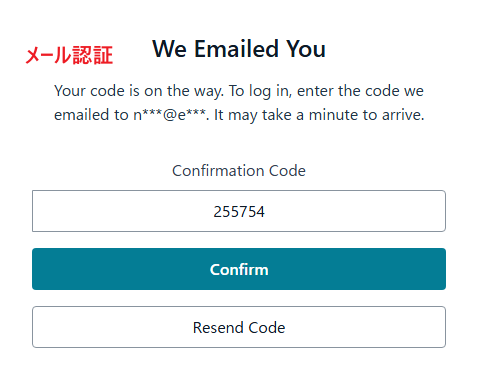 メール認証
We Emailed You
Your code is on the way. To log in, enter the code we
emailed to n***@e***. It may take a minute to arrive.
Confirmation Code
255754
Confirm
Resend Code